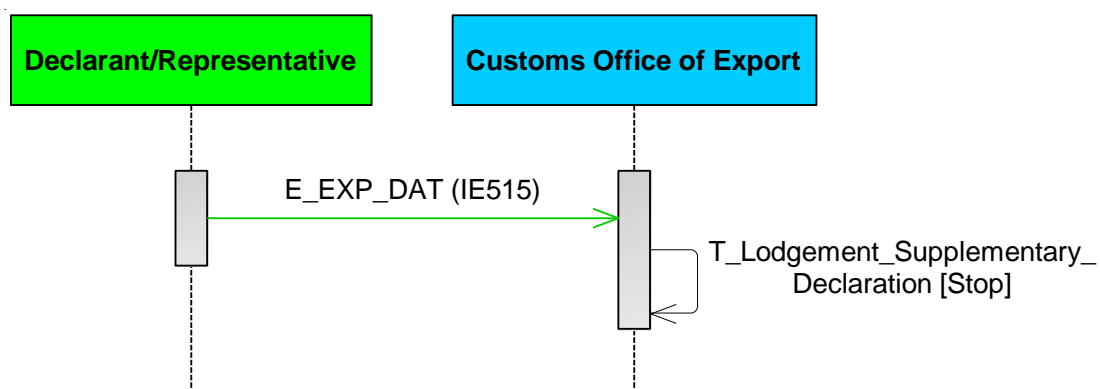 Declarant/Representative
Customs Office of Export
E_EXP_DAT (IE515)
T_Lodgement_Supplementary_
Declaration [Stop]